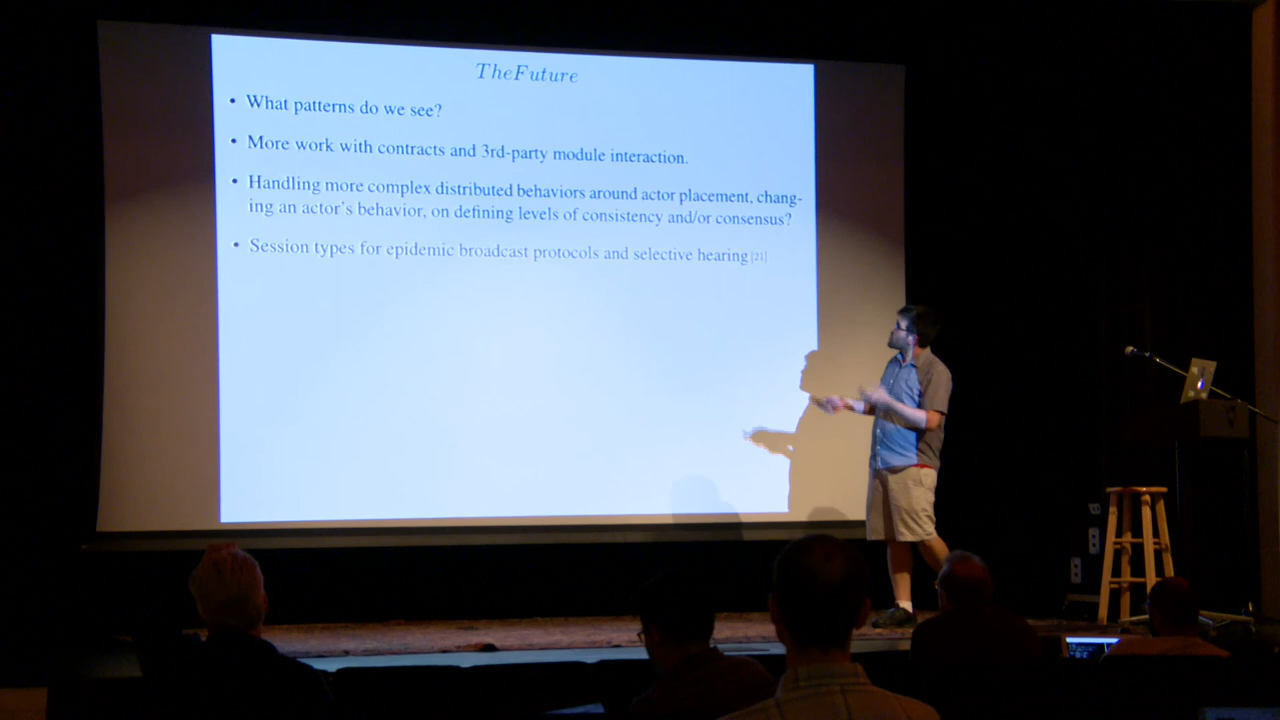 TheFuture
• What patterns do we see?
• More work with contracts and 3rd-party module interaction.
• Handling more complex distributed behaviors around actor placement, chang-
ing an actor's behavior, on defining levels of consistency and/or consensus?
• Session types for epidemic broadcast protocols and selective hearing [21]